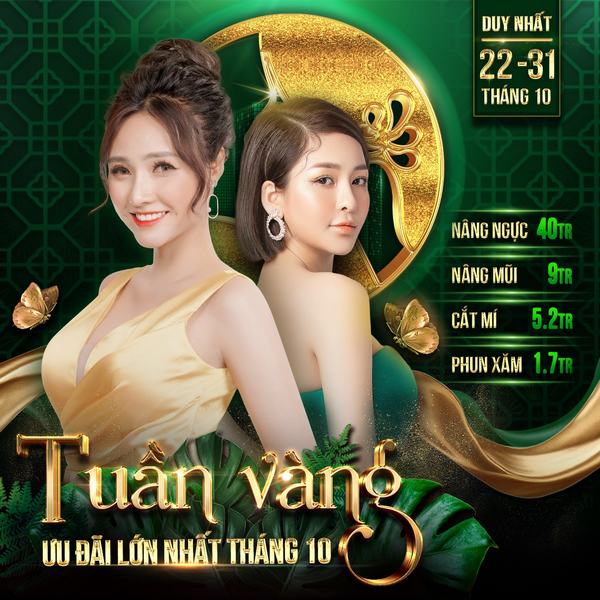 DUY NHẤT
22-31
THÁNG 10
NÂNG NGỰC 40TR
NÂNG MŨI 9TR
CẮT MÍ 5.2TR
PHUN XĂM 1.7TR
Tuần vàng
ƯU ĐÃI LỚN NHẤT THÁNG 10